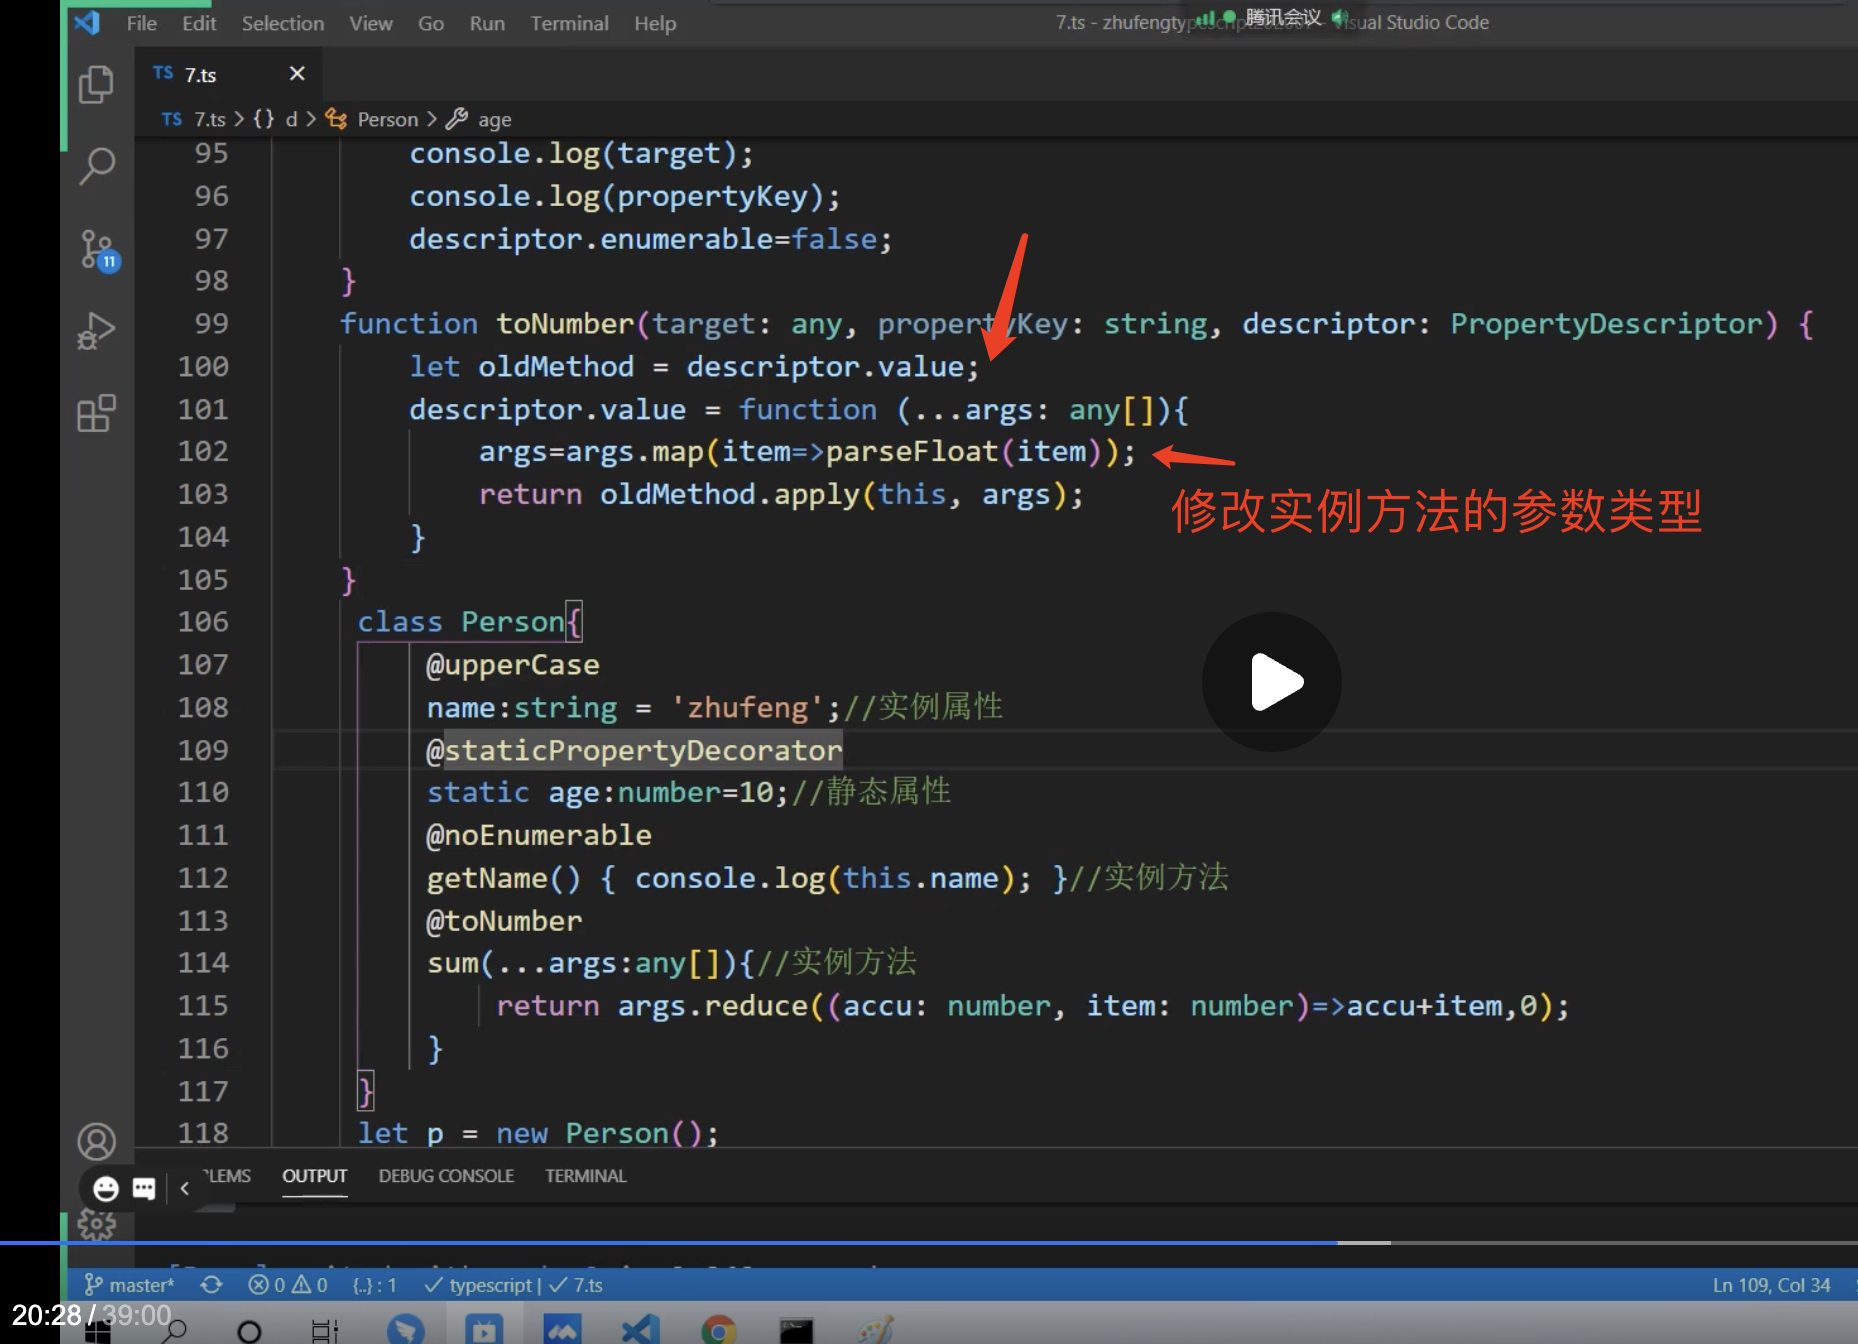 File Edit Selection View Go Run Terminal Help
腾讯会议
7.ts - zhufengtypescript202007 - Visual Studio Code
TS 7.ts ×
TS 7.ts > {} d > Person > age
95 console.log(target);
96 console.log(propertyKey);
97 descriptor.enumerable=false;
98 }
99 function toNumber(target: any, propertyKey: string, descriptor: PropertyDescriptor) {
100 let oldMethod = descriptor.value;
101 descriptor.value = function (...args: any[]){
102 args=args.map(item=>parseFloat(item));
103 return oldMethod.apply(this, args);
修改实例方法的参数类型
104 }
105 }
106 class Person{
107 @upperCase
108 name:string = 'zhufeng';//实例属性
109 @staticPropertyDecorator
110 static age:number=10;//静态属性
111 @noEnumerable
112 getName() { console.log(this.name); }//实例方法
113 @toNumber
114 sum(...args:any[]){//实例方法
115 return args.reduce((accu: number, item: number)=>accu+item,0);
116 }
117 }
118 let p = new Person();
11
LEMS OUTPUT DEBUG CONSOLE TERMINAL
master* 0 0 {..} : 1 ✓ typescript | ✓ 7.ts Ln 109, Col 34
20:28 / 39:00